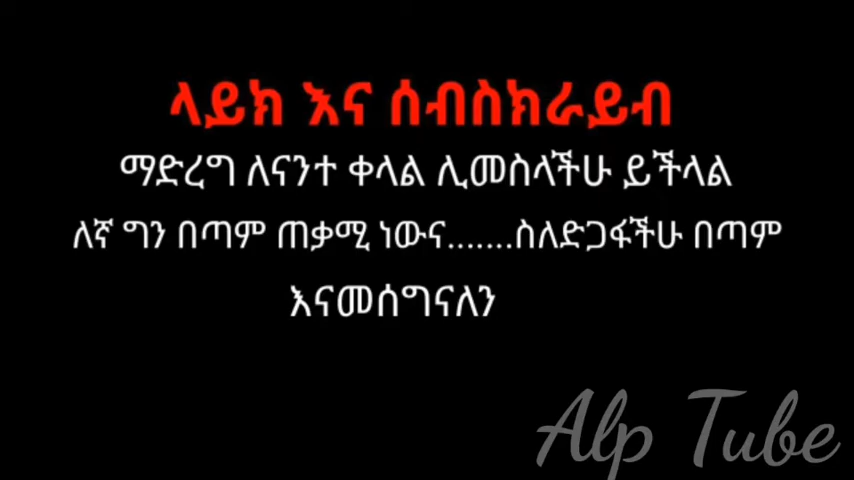 ላይክ እና ሰብስክራይብ
ማድረግ ለናንተ ቀላል ሊመስላችሁ ይችላል
ለኛ ግን በጣም ጠቃሚ ነውና.......ስለድጋፋችሁ በጣም
እናመሰግናለን
Alp Tube